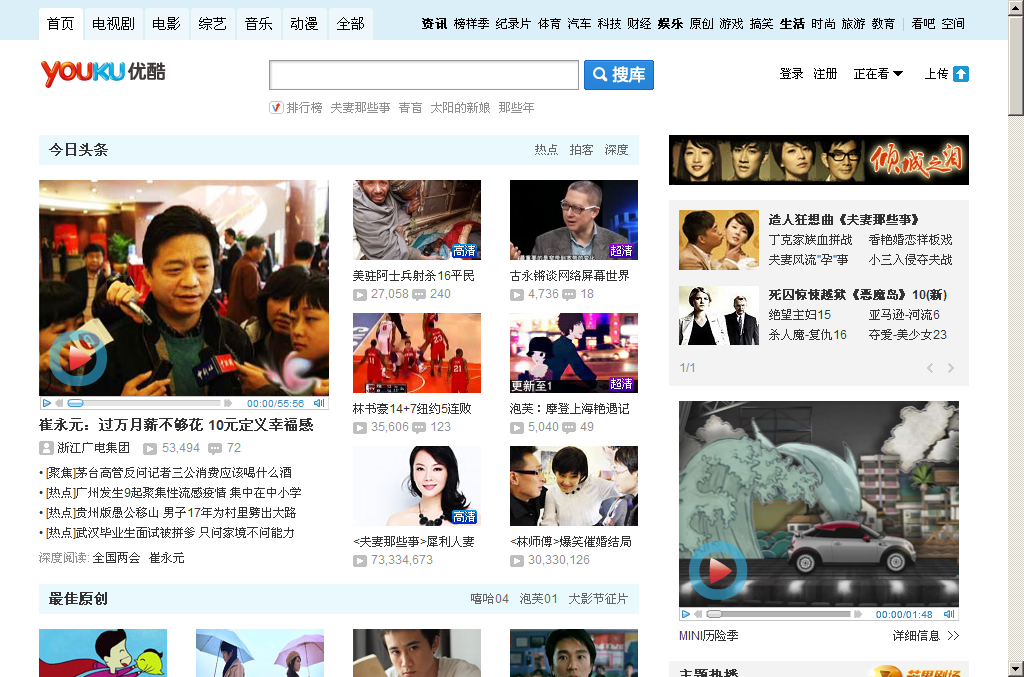 首页 电视剧 电影 综艺 音乐 动漫 全部 资讯 榜样季 纪录片 体育 汽车 科技 财经 娱乐 原创 游戏 搞笑 生活 时尚 旅游 教育 看吧 空间
YOUKU优酷 搜库 登录 注册 正在看 上传
排行榜 夫妻那些事 青盲 太阳的新娘 那些年
今日头条 热点 拍客 深度
倾城之泪
高清
超清
美驻阿士兵射杀16平民
27,058 240
古永锵谈网络屏幕世界
4,736 18
更新至1 超清
林书豪14+7纽约5连败
35,606 123
泡芙：摩登上海艳遇记
5,040 49
00:00/55:56
崔永元：过万月薪不够花 10元定义幸福感
浙江广电集团 53,494 72
• [聚焦]茅台高管反问记者三公消费应该喝什么酒
• [热点]广州发生9起聚集性流感疫情 集中在中小学
• [热点]贵州版愚公移山 男子17年为村里劈出大路
• [热点]武汉毕业生面试被拼爹 只问家境不问能力
深度阅读: 全国两会 崔永元
高清
<夫妻那些事>犀利人妻
73,334,673
<林师傅>爆笑催婚结局
30,330,126
造人狂想曲《夫妻那些事》
丁克家族血拼战 香艳婚恋样板戏
夫妻风流"孕"事 小三入侵夺夫战
死囚惊悚越狱《恶魔岛》10(新)
绝望主妇15 亚马逊-河流6
杀人魔-复仇16 夺爱-美少女23
1/1
00:00/01:48
MINI历险季 详细信息 >>
最佳原创 嘻哈04 泡芙01 大影节征片
主题热播 芒果剧场